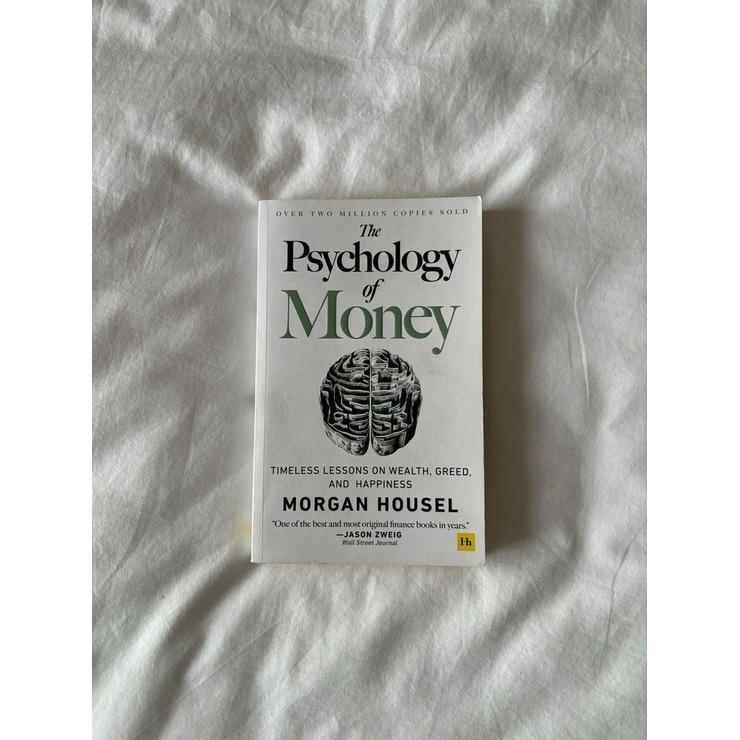 OVER TWO MILLION COPIES SOLD
The
Psychology
of
Money
TIMELESS LESSONS ON WEALTH, GREED,
AND HAPPINESS
MORGAN HOUSEL
"One of the best and most original finance books in years."
—JASON ZWEIG
Wall Street Journal
Hh